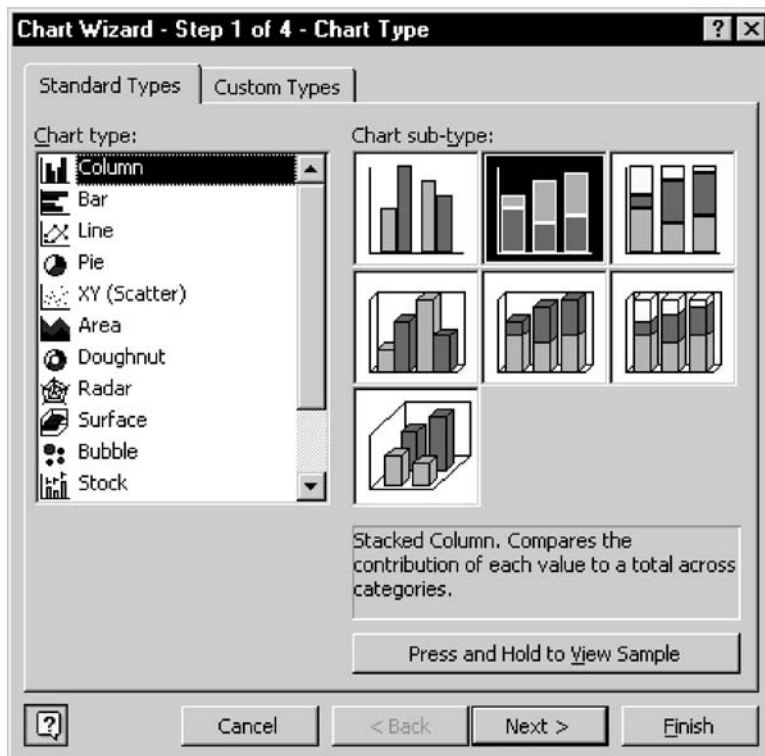 Chart Wizard - Step 1 of 4 - Chart Type
Standard Types
Custom Types
Chart type:
Column
Bar
Line
Pie
XY (Scatter)
Area
Doughnut
Radar
Surface
Bubble
Stock
Chart sub-type:
Stacked Column. Compares the
contribution of each value to a total across
categories.
Press and Hold to View Sample
Cancel
< Back
Next >
Finish